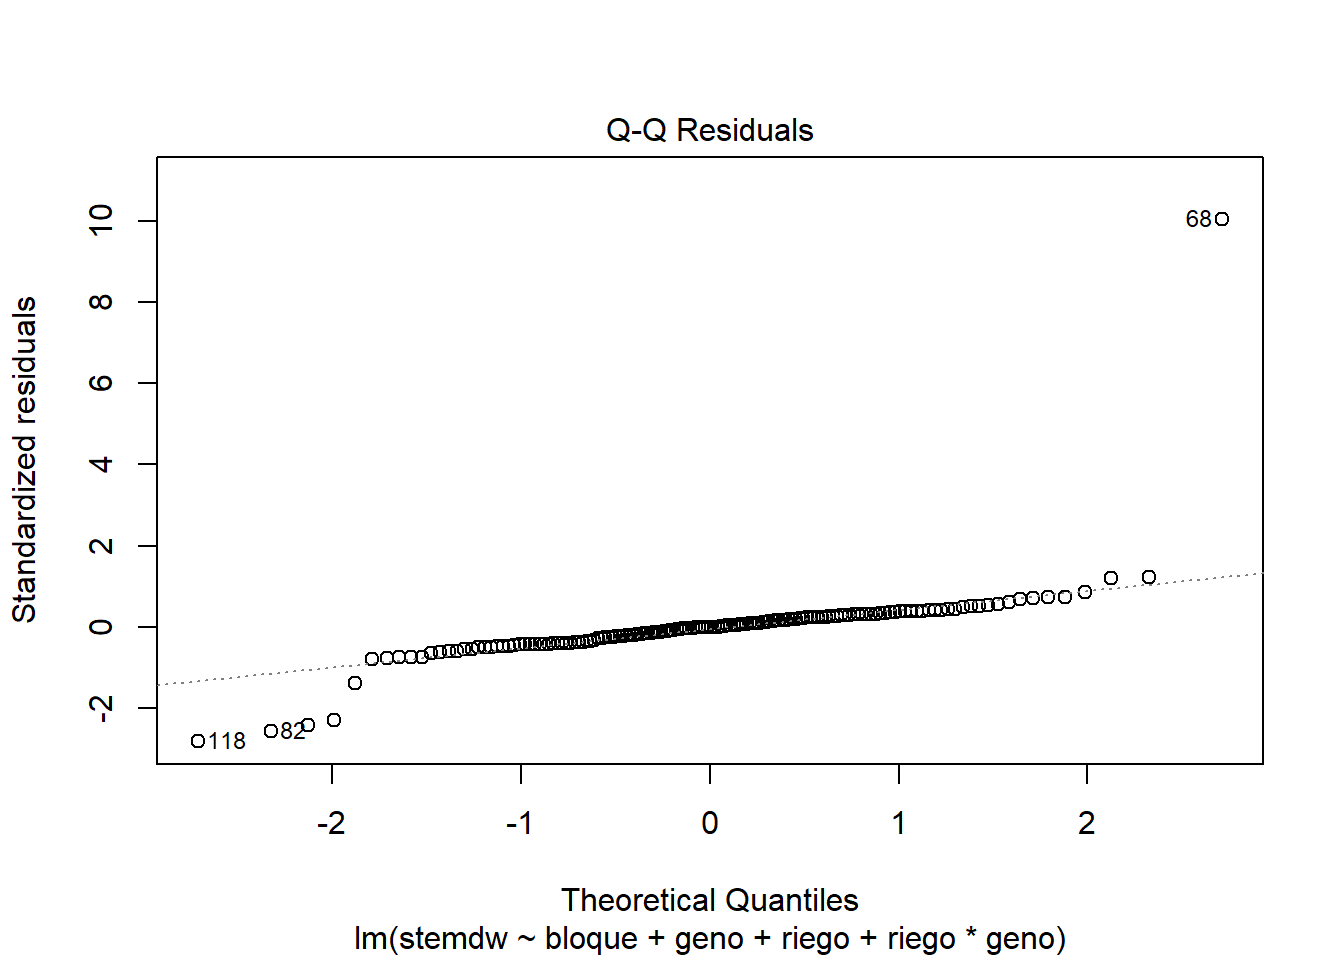 Q-Q Residuals
Standardized residuals
10
8
6
4
2
0
-2
68
82
118
-2 -1 0 1 2
Theoretical Quantiles
lm(stemdw ~ bloque + geno + riego + riego * geno)